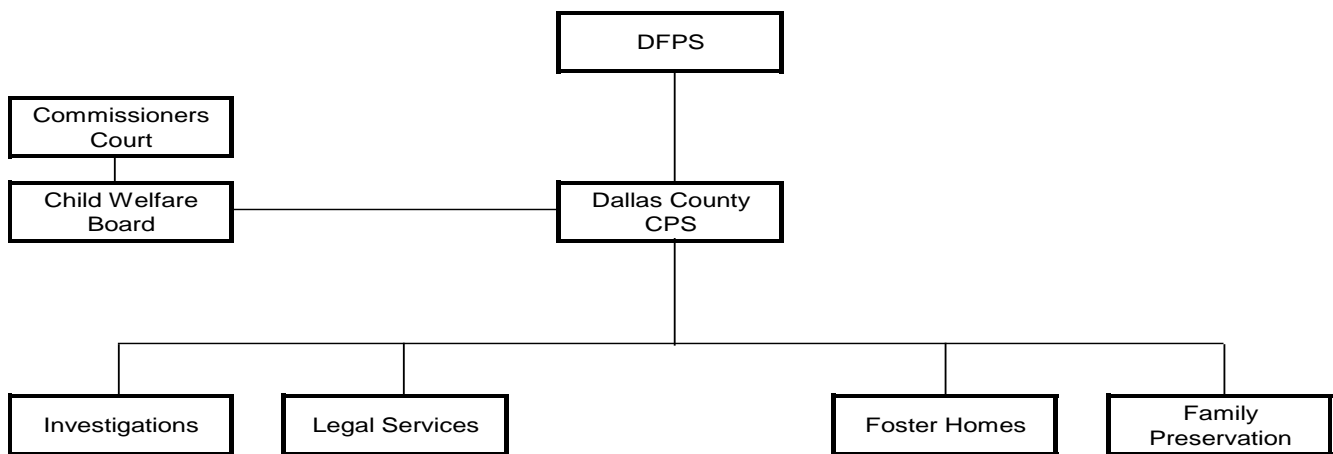 DFPS
Commissioners
Court
Child Welfare
Board
Dallas County
CPS
Investigations
Legal Services
Foster Homes
Family
Preservation